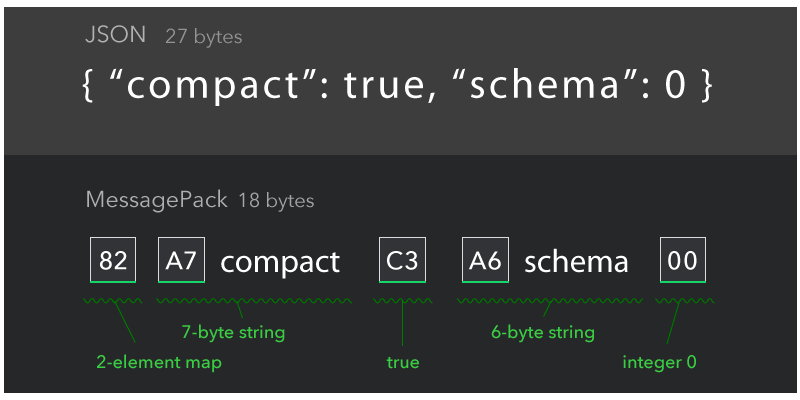 JSON 27 bytes
{ “compact”: true, “schema”: 0 }
MessagePack 18 bytes
82 A7 compact C3 A6 schema 00
7-byte string 6-byte string
2-element map true integer 0